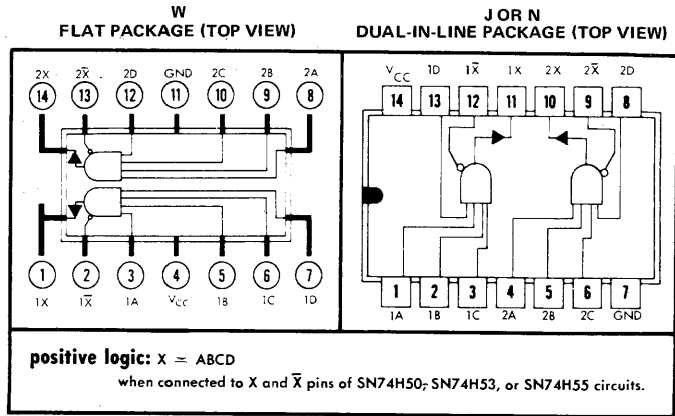 W
FLAT PACKAGE (TOP VIEW)
2X 2X̅ 2D GND 2C 2B 2A
14 13 12 11 10 9 8
1 2 3 4 5 6 7
1X 1X̅ 1A VCC 1B 1C 1D
J OR N
DUAL-IN-LINE PACKAGE (TOP VIEW)
VCC 1D 1X̅ 1X 2X 2X̅ 2D
14 13 12 11 10 9 8
1 2 3 4 5 6 7
1A 1B 1C 2A 2B 2C GND
positive logic: X = ABCD
when connected to X and X̅ pins of SN74H50, SN74H53, or SN74H55 circuits.